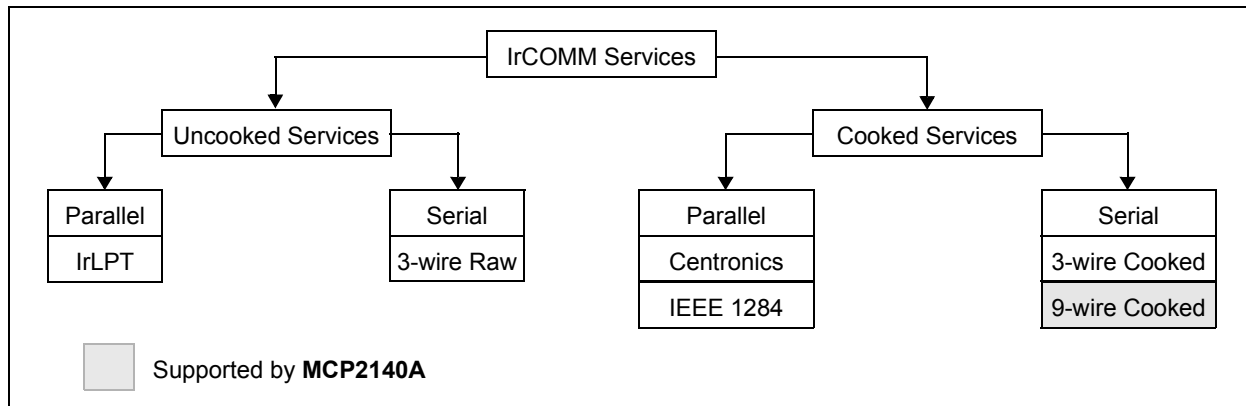 IrCOMM Services
Uncooked Services
Cooked Services
Parallel
IrLPT
Serial
3-wire Raw
Parallel
Centronics
IEEE 1284
Serial
3-wire Cooked
9-wire Cooked
Supported by MCP2140A